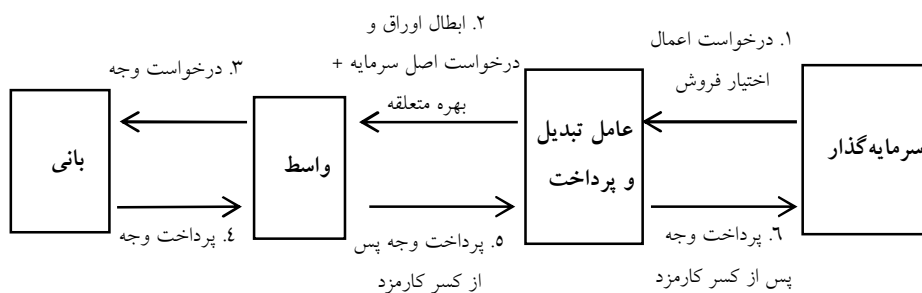 ۱. درخواست اعمال
اختیار فروش
۲. ابطال اوراق و
درخواست اصل سرمایه +
بهره متعلقه
۳. درخواست وجه
سرمایه‌گذار
عامل تبدیل
و پرداخت
واسط
بانی
۴. پرداخت وجه
۵. پرداخت وجه پس
از کسر کارمزد
۶. پرداخت وجه
پس از کسر کارمزد